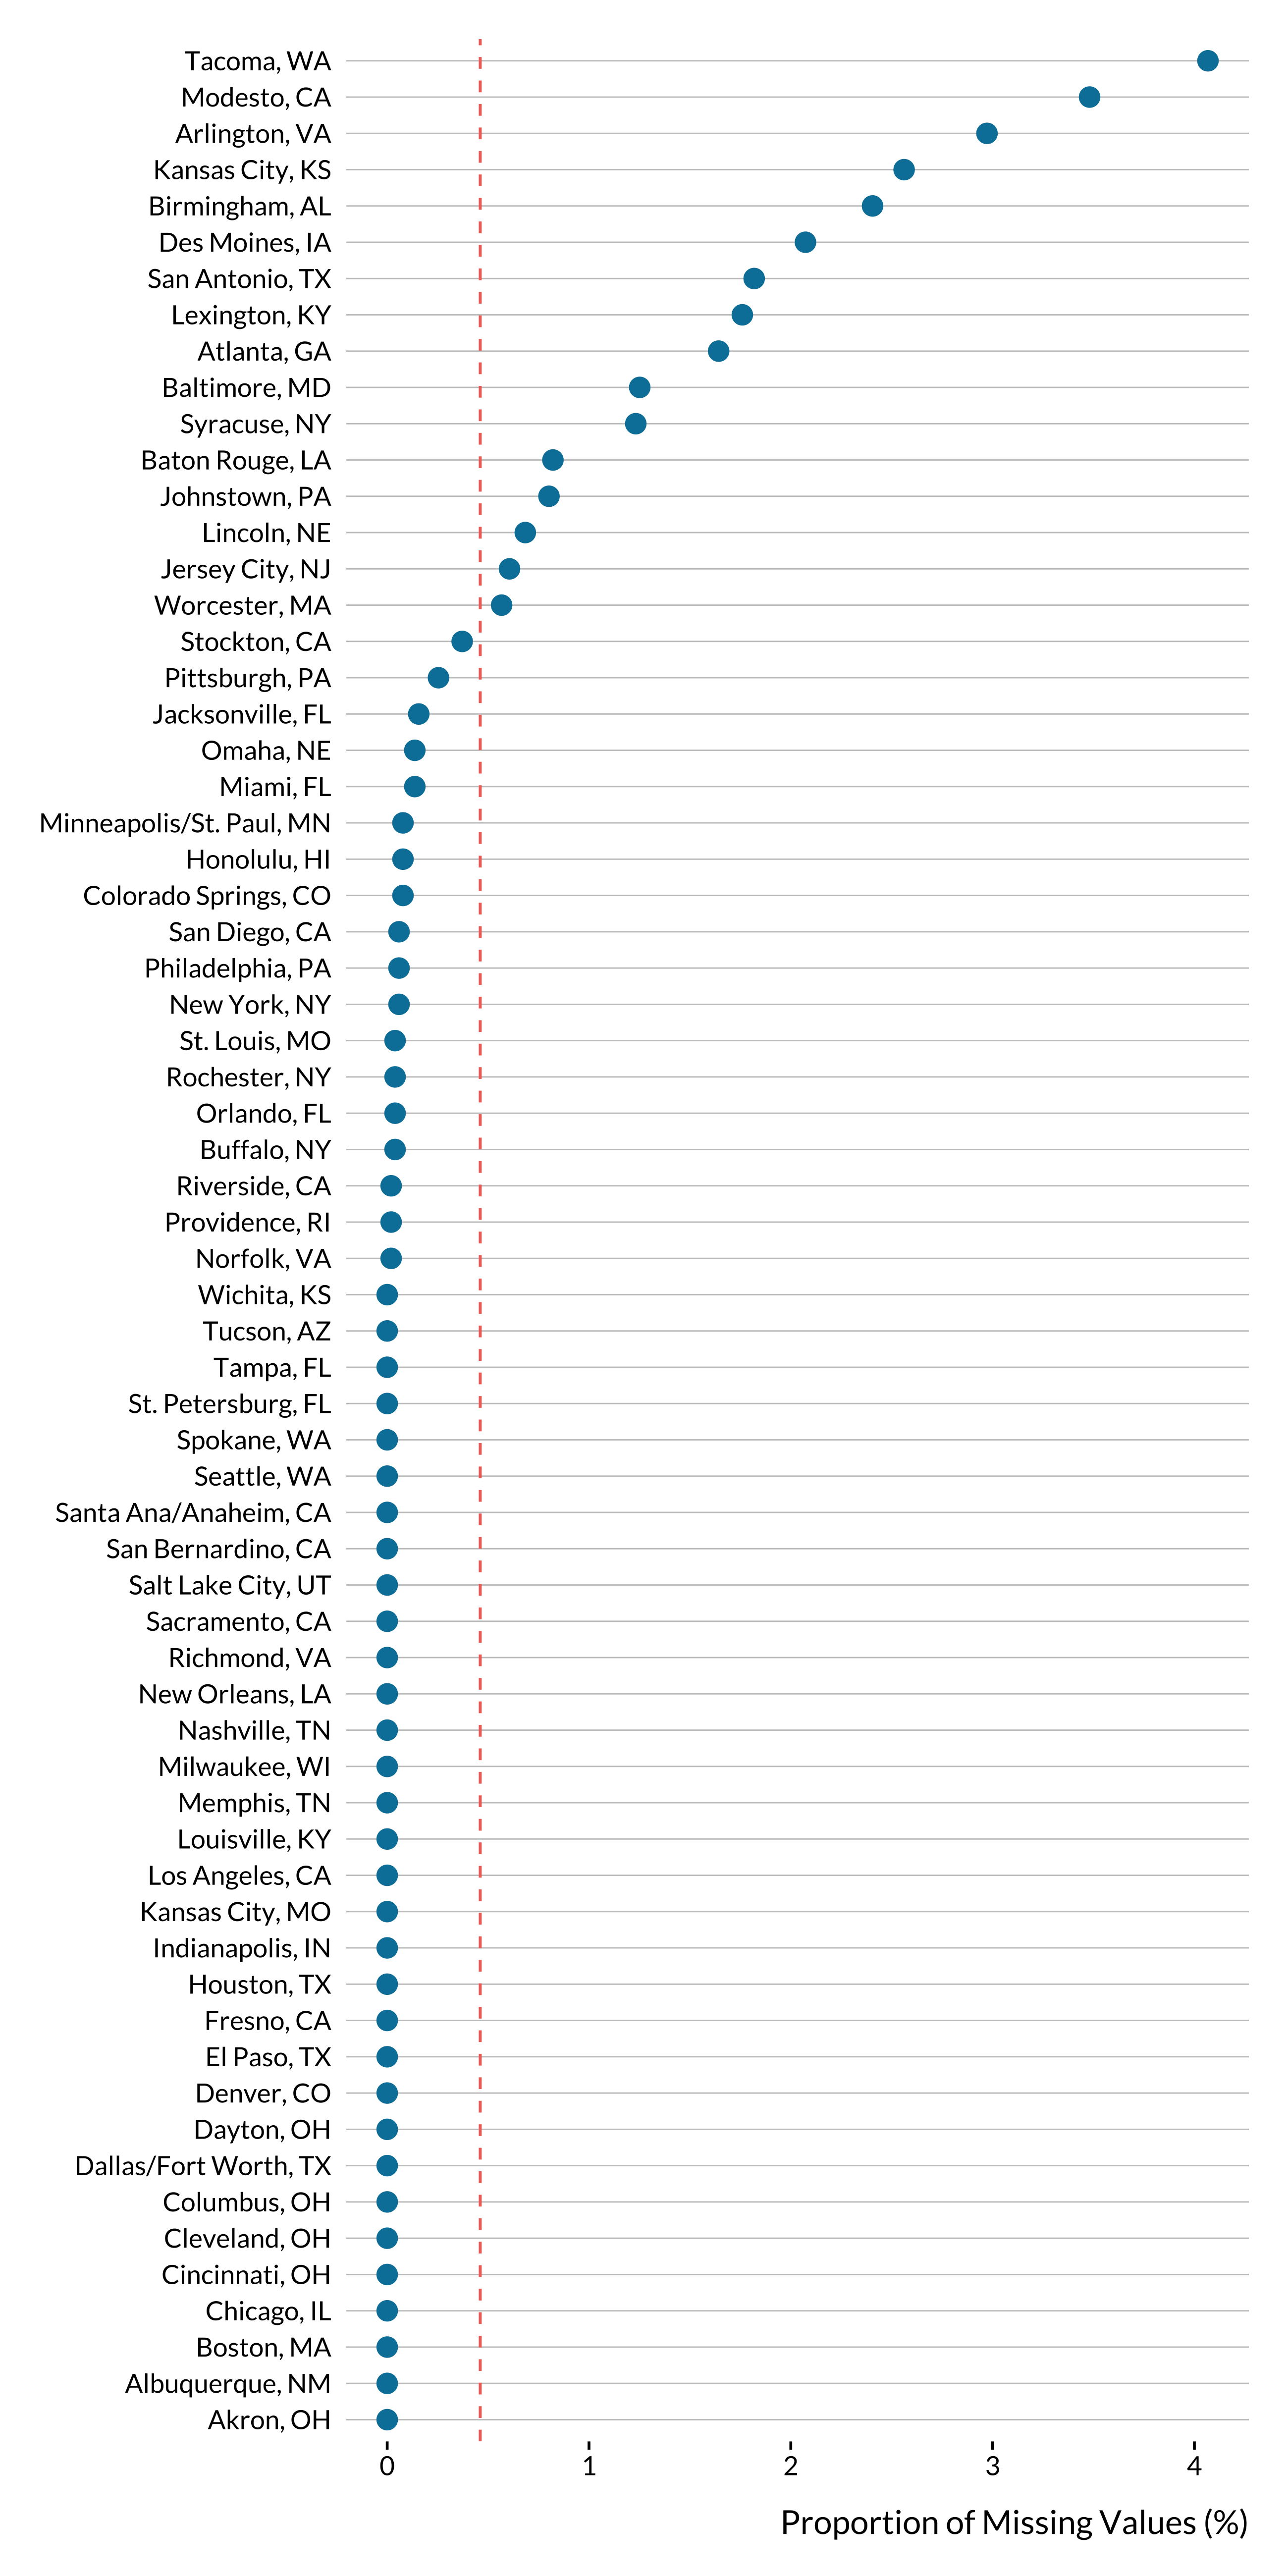 Tacoma, WA
Modesto, CA
Arlington, VA
Kansas City, KS
Birmingham, AL
Des Moines, IA
San Antonio, TX
Lexington, KY
Atlanta, GA
Baltimore, MD
Syracuse, NY
Baton Rouge, LA
Johnstown, PA
Lincoln, NE
Jersey City, NJ
Worcester, MA
Stockton, CA
Pittsburgh, PA
Jacksonville, FL
Omaha, NE
Miami, FL
Minneapolis/St. Paul, MN
Honolulu, HI
Colorado Springs, CO
San Diego, CA
Philadelphia, PA
New York, NY
St. Louis, MO
Rochester, NY
Orlando, FL
Buffalo, NY
Riverside, CA
Providence, RI
Norfolk, VA
Wichita, KS
Tucson, AZ
Tampa, FL
St. Petersburg, FL
Spokane, WA
Seattle, WA
Santa Ana/Anaheim, CA
San Bernardino, CA
Salt Lake City, UT
Sacramento, CA
Richmond, VA
New Orleans, LA
Nashville, TN
Milwaukee, WI
Memphis, TN
Louisville, KY
Los Angeles, CA
Kansas City, MO
Indianapolis, IN
Houston, TX
Fresno, CA
El Paso, TX
Denver, CO
Dayton, OH
Dallas/Fort Worth, TX
Columbus, OH
Cleveland, OH
Cincinnati, OH
Chicago, IL
Boston, MA
Albuquerque, NM
Akron, OH
0 1 2 3 4
Proportion of Missing Values (%)